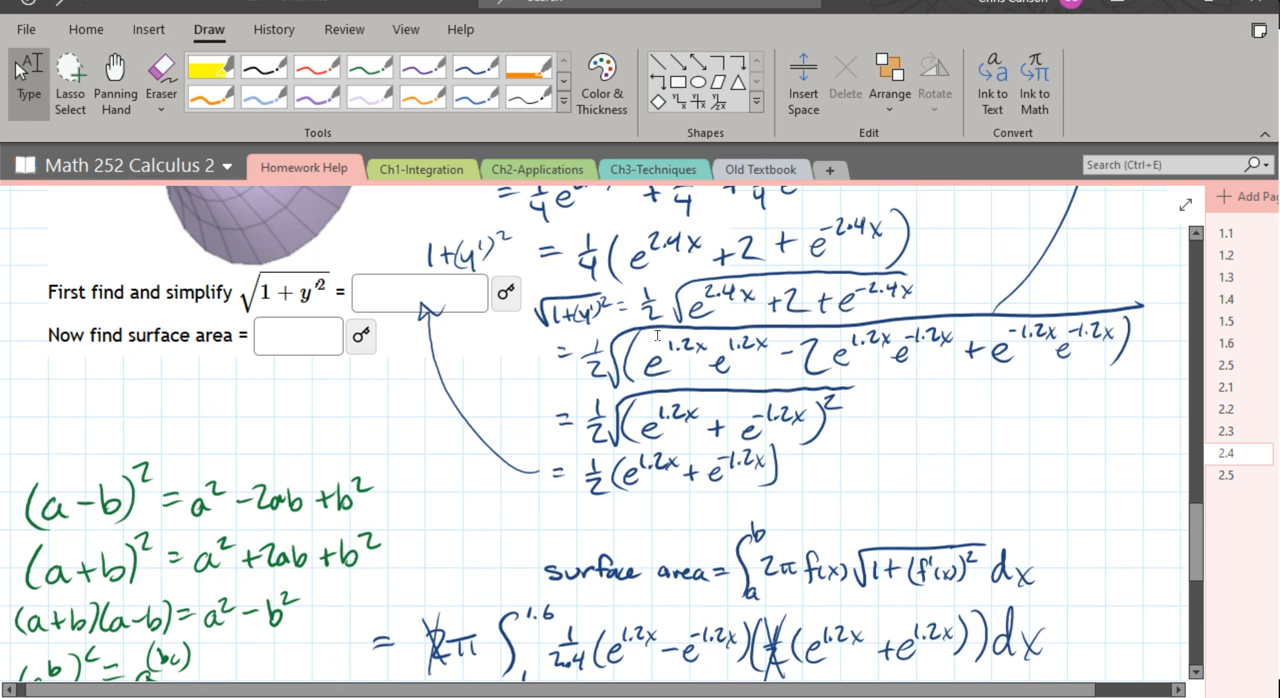 File Home Insert Draw History Review View Help
Type Lasso Select Panning Hand Eraser Color & Thickness Insert Space Delete Arrange Rotate Ink to Text Ink to Math
Tools Shapes Edit Convert
Math 252 Calculus 2 Homework Help Ch1-Integration Ch2-Applications Ch3-Techniques Old Textbook Search (Ctrl+E)
Add Pag
1.1
1.2
1.3
1.4
1.5
1.6
2.5
2.1
2.2
2.3
2.4
2.5
1+(y')² = 1/4 (e^{2.4x} + 2 + e^{-2.4x})
First find and simplify √(1 + y'²) =
Now find surface area =
√(1+(y')²) = 1/2 √(e^{2.4x} + 2 + e^{-2.4x})
= 1/2 √(e^{1.2x} e^{1.2x} - 2e^{1.2x} e^{-1.2x} + e^{-1.2x} e^{-1.2x})
= 1/2 √(e^{1.2x} + e^{-1.2x})²
= 1/2 (e^{1.2x} + e^{-1.2x})
(a-b)² = a² - 2ab + b²
(a+b)² = a² + 2ab + b²
(a+b)(a-b) = a² - b²
surface area = ∫_a^b 2π f(x) √(1+(f'(x))²) dx
= 2π ∫^{1.6} 1/2.4 (e^{1.2x} - e^{-1.2x})(1/2 (e^{1.2x} + e^{1.2x})) dx